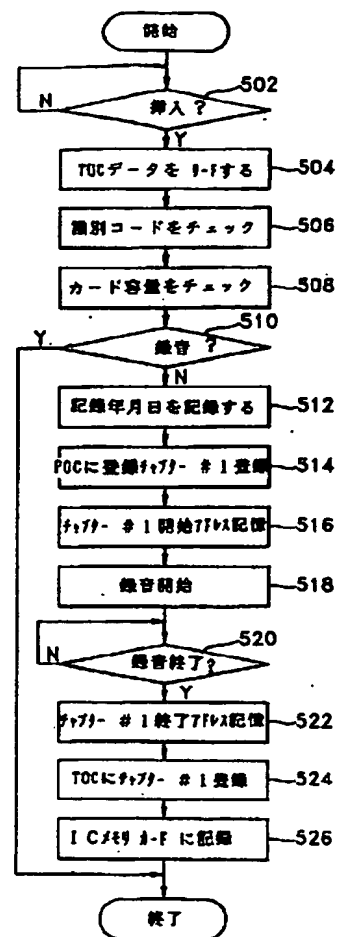 開始
502
挿入?
N
Y
TOCデータを リードする
504
識別コードをチェック
506
カード容量をチェック
508
510
録音 ?
Y
N
記録年月日を記録する
512
POCに登録チャプター #1登録
514
チャプター #1開始アドレス記憶
516
録音開始
518
520
録音終了?
N
Y
チャプター #1終了アドレス記憶
522
TOCにチャプター #1登録
524
ICメモリ カード に記録
526
終了